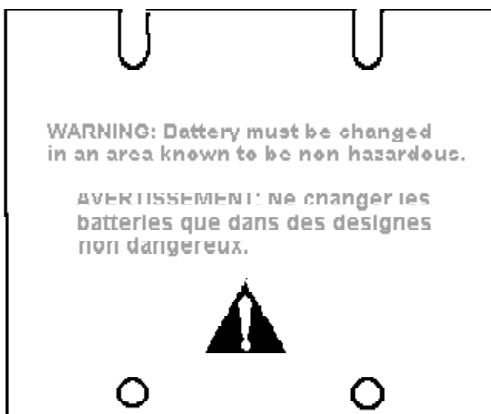 WARNING: Battery must be changed
in an area known to be non hazardous.
AVERTISSEMENT: Ne changer les
batteries que dans des designes
non dangereux.